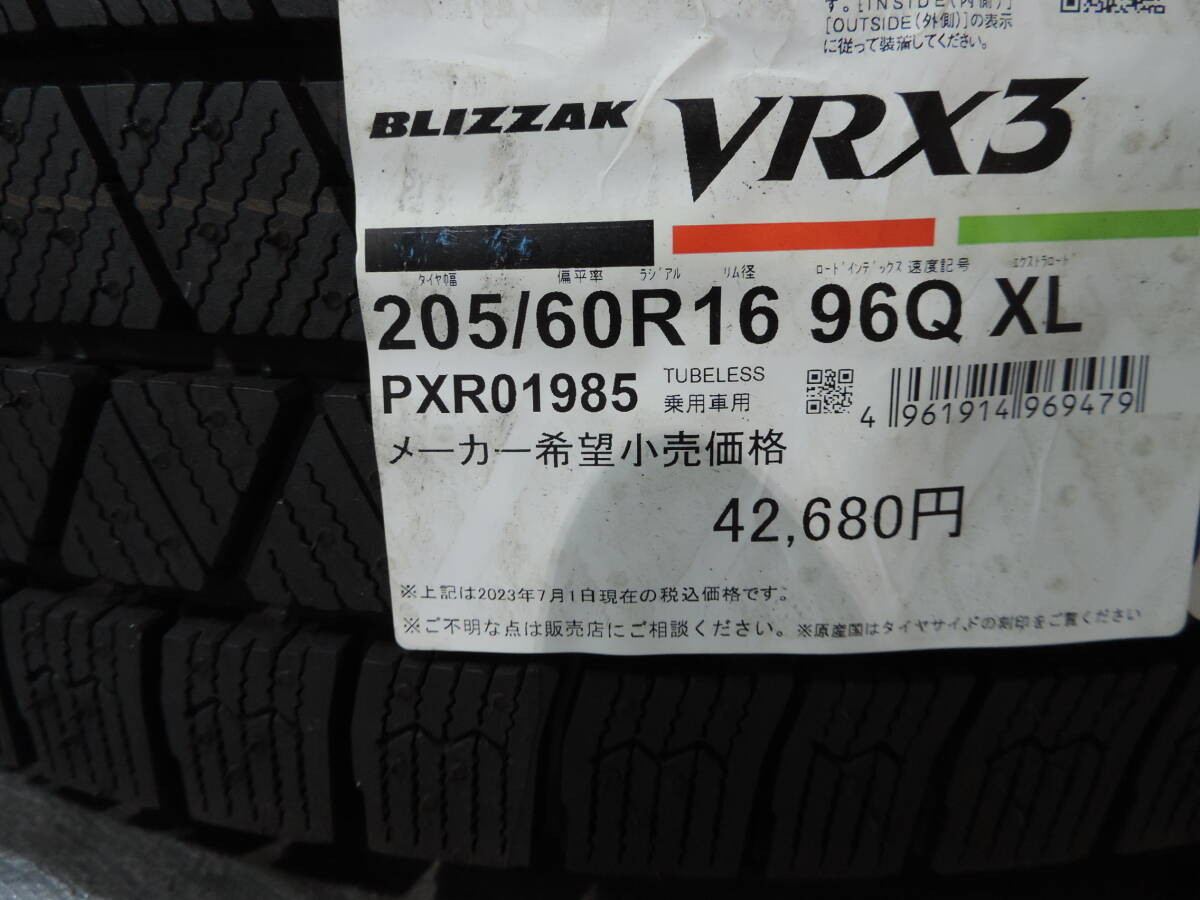 す。[INSIDE(内側)]
[OUTSIDE(外側)]の表示
に従って装着してください。
BLIZZAK VRX3
タイヤ幅 偏平率 ラジアル リム径 ロードインデックス 速度記号 エクストラロード
205/60R16 96Q XL
PXR01985 TUBELESS
乗用車用
4 961914 969479
メーカー希望小売価格
42,680円
※上記は2023年7月1日現在の税込価格です。
※ご不明な点は販売店にご相談ください。※原産国はタイヤサイドの刻印をご覧ください